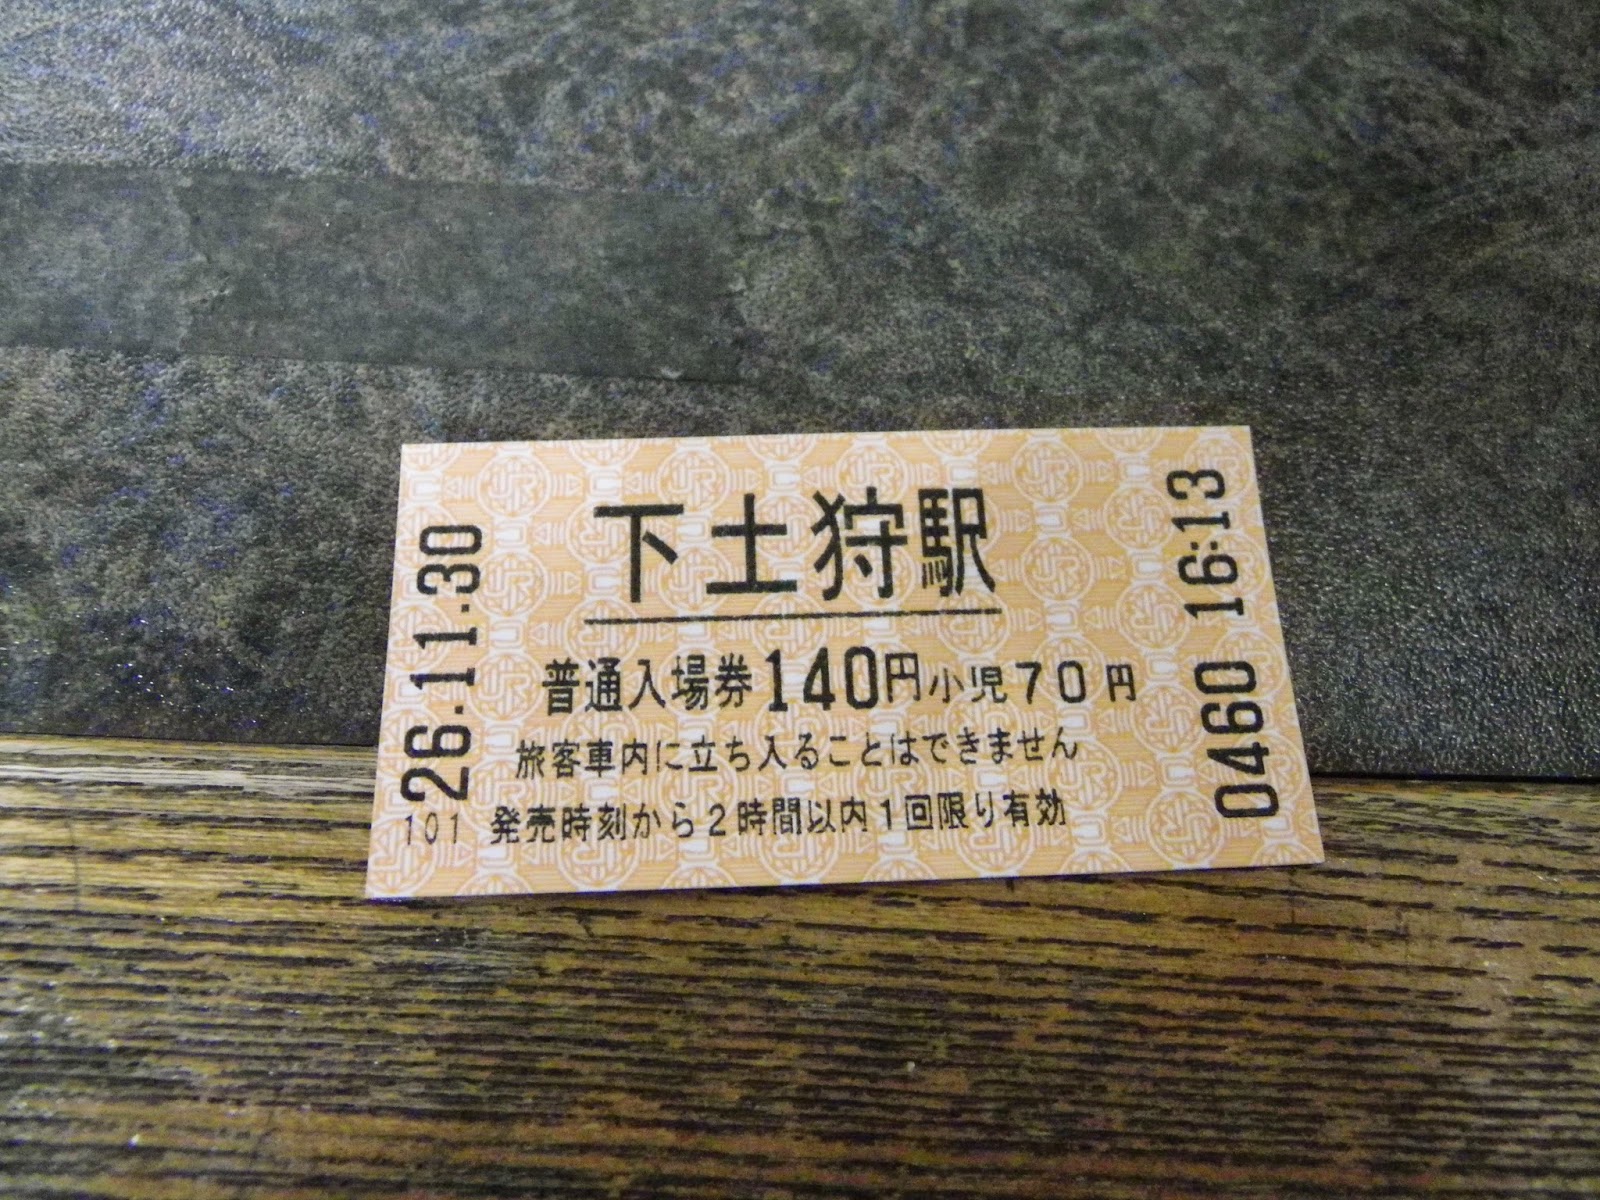 下土狩駅
普通入場券140円小児70円
旅客車内に立ち入ることはできません
101 発売時刻から2時間以内1回限り有効
26.11.30
0460 16:13